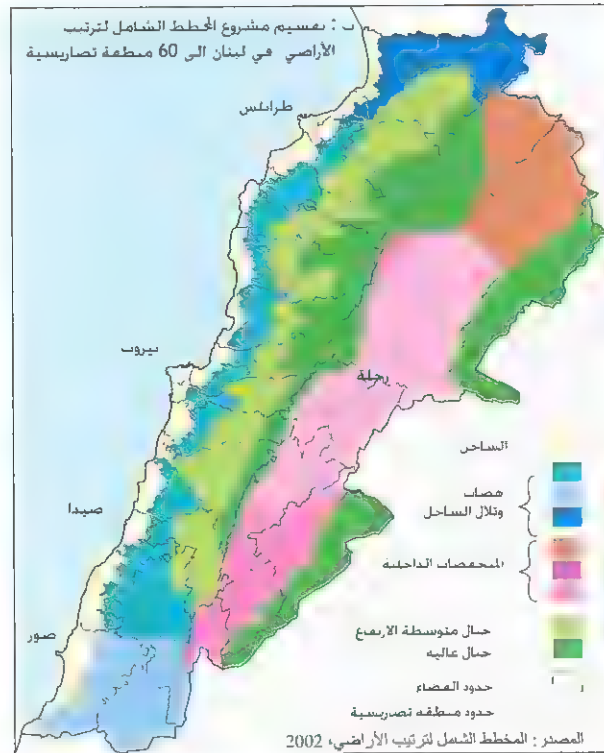 ب : تقسيم مشروع المخطط الشامل لترتيب
الأراضي في لبنان الى 60 منطقة تضاريسية
طرابلس
بيروت
زحلة
صيدا
صور
الساحل
هضاب
وتلال الساحل
المنخفضات الداخلية
جبال متوسطة الارتفاع
جبال عالية
حدود القضاء
حدود منطقة تضاريسية
المصدر : المخطط الشامل لترتيب الأراضي، 2002